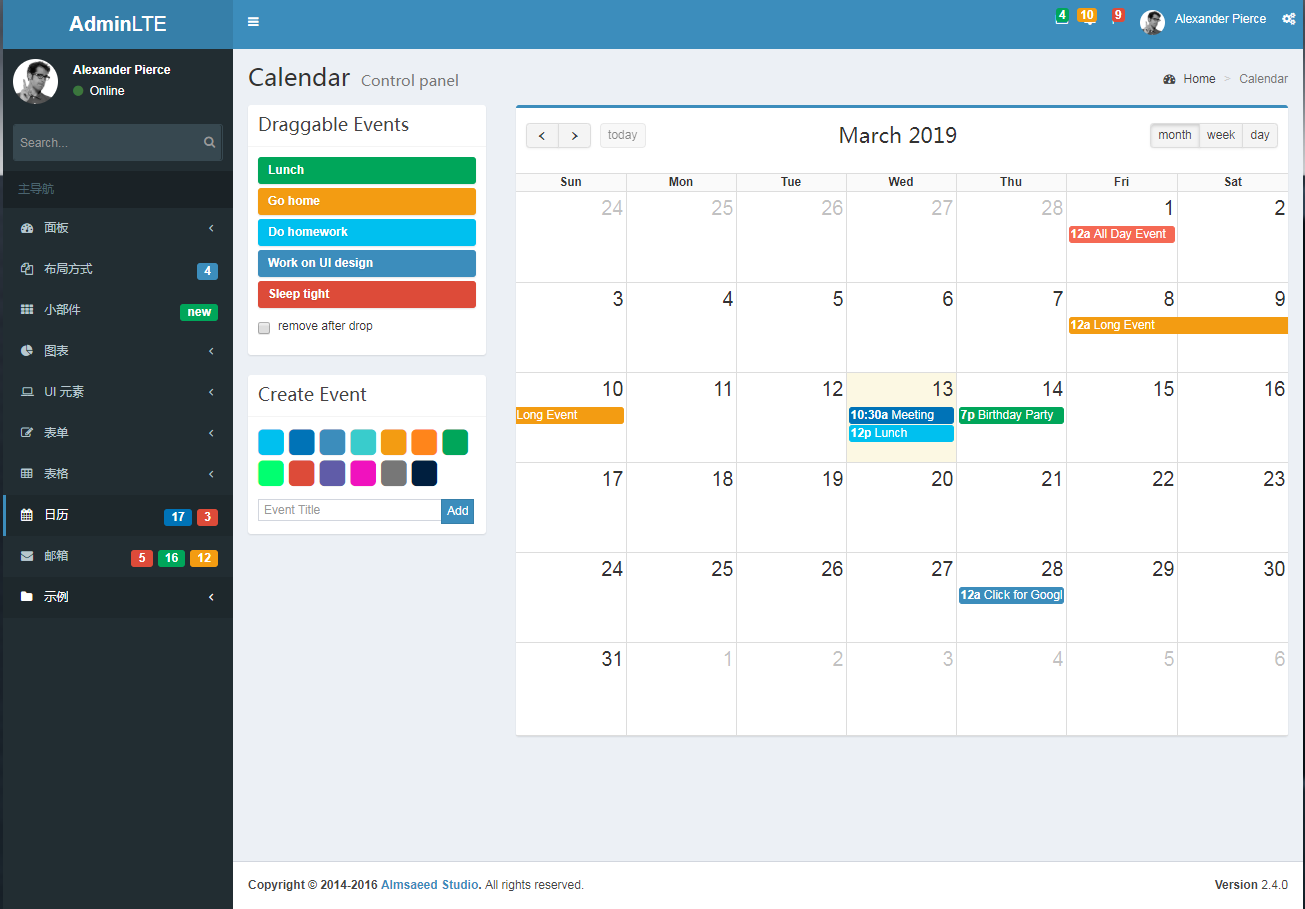 AdminLTE
4 10 9 Alexander Pierce
Alexander Pierce
Online
Search...
主导航
面板
布局方式 4
小部件 new
图表
UI 元素
表单
表格
日历 17 3
邮箱 5 16 12
示例
Calendar Control panel
Home > Calendar
Draggable Events
Lunch
Go home
Do homework
Work on UI design
Sleep tight
remove after drop
Create Event
Event Title Add
today March 2019 month week day
Sun Mon Tue Wed Thu Fri Sat
24 25 26 27 28 1 2
12a All Day Event
3 4 5 6 7 8 9
12a Long Event
10 11 12 13 14 15 16
Long Event 10:30a Meeting 7p Birthday Party
12p Lunch
17 18 19 20 21 22 23
24 25 26 27 28 29 30
12a Click for Googl
31 1 2 3 4 5 6
Copyright © 2014-2016 Almsaeed Studio. All rights reserved. Version 2.4.0